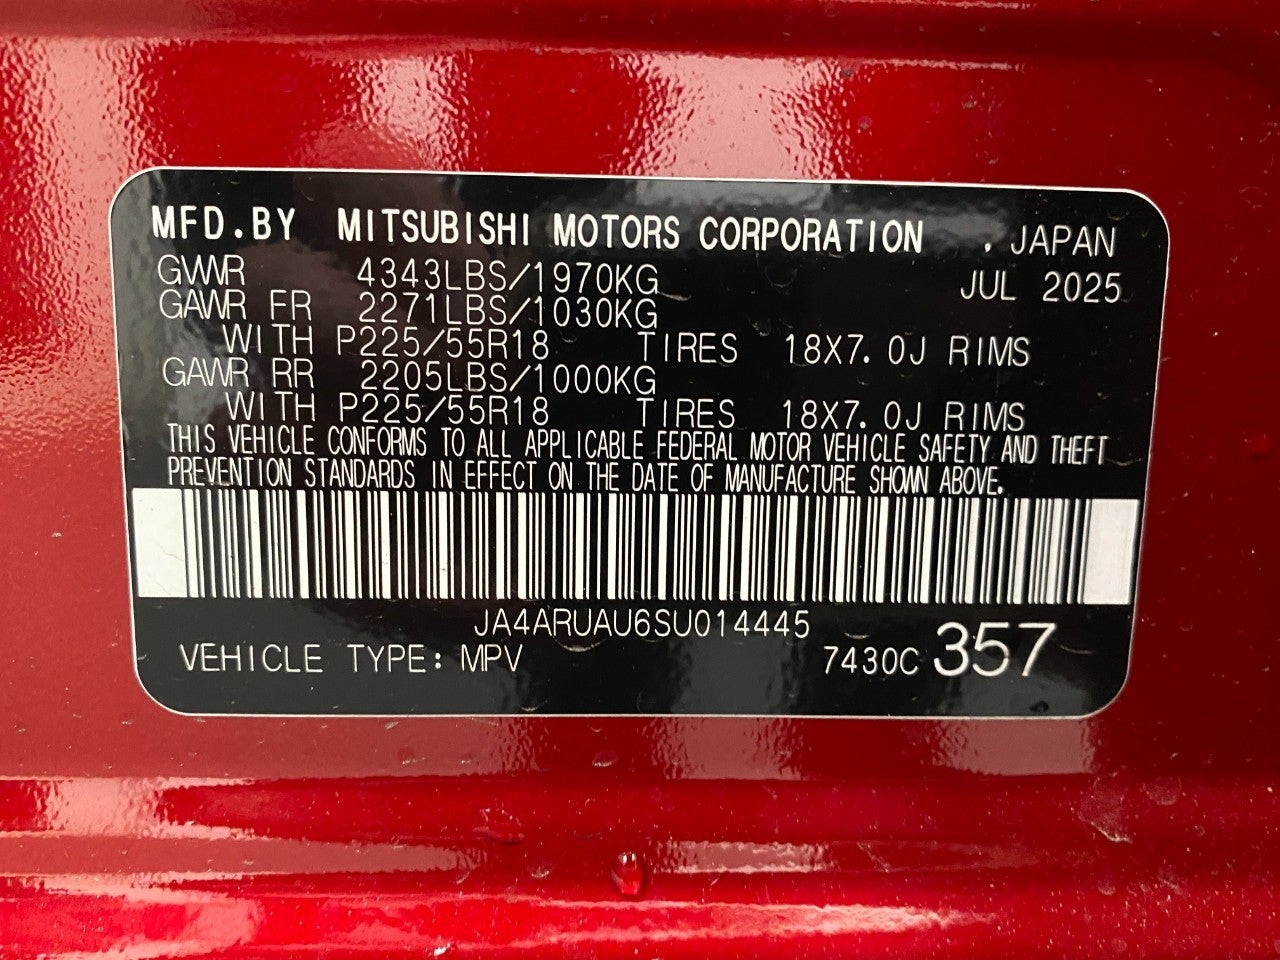 MFD.BY MITSUBISHI MOTORS CORPORATION . JAPAN
GVWR 4343LBS/1970KG JUL 2025
GAWR FR 2271LBS/1030KG
WITH P225/55R18 TIRES 18X7.0J RIMS
GAWR RR 2205LBS/1000KG
WITH P225/55R18 TIRES 18X7.0J RIMS
THIS VEHICLE CONFORMS TO ALL APPLICABLE FEDERAL MOTOR VEHICLE SAFETY AND THEFT
PREVENTION STANDARDS IN EFFECT ON THE DATE OF MANUFACTURE SHOWN ABOVE.
JA4ARUAU6SU014445
VEHICLE TYPE: MPV 7430C 357